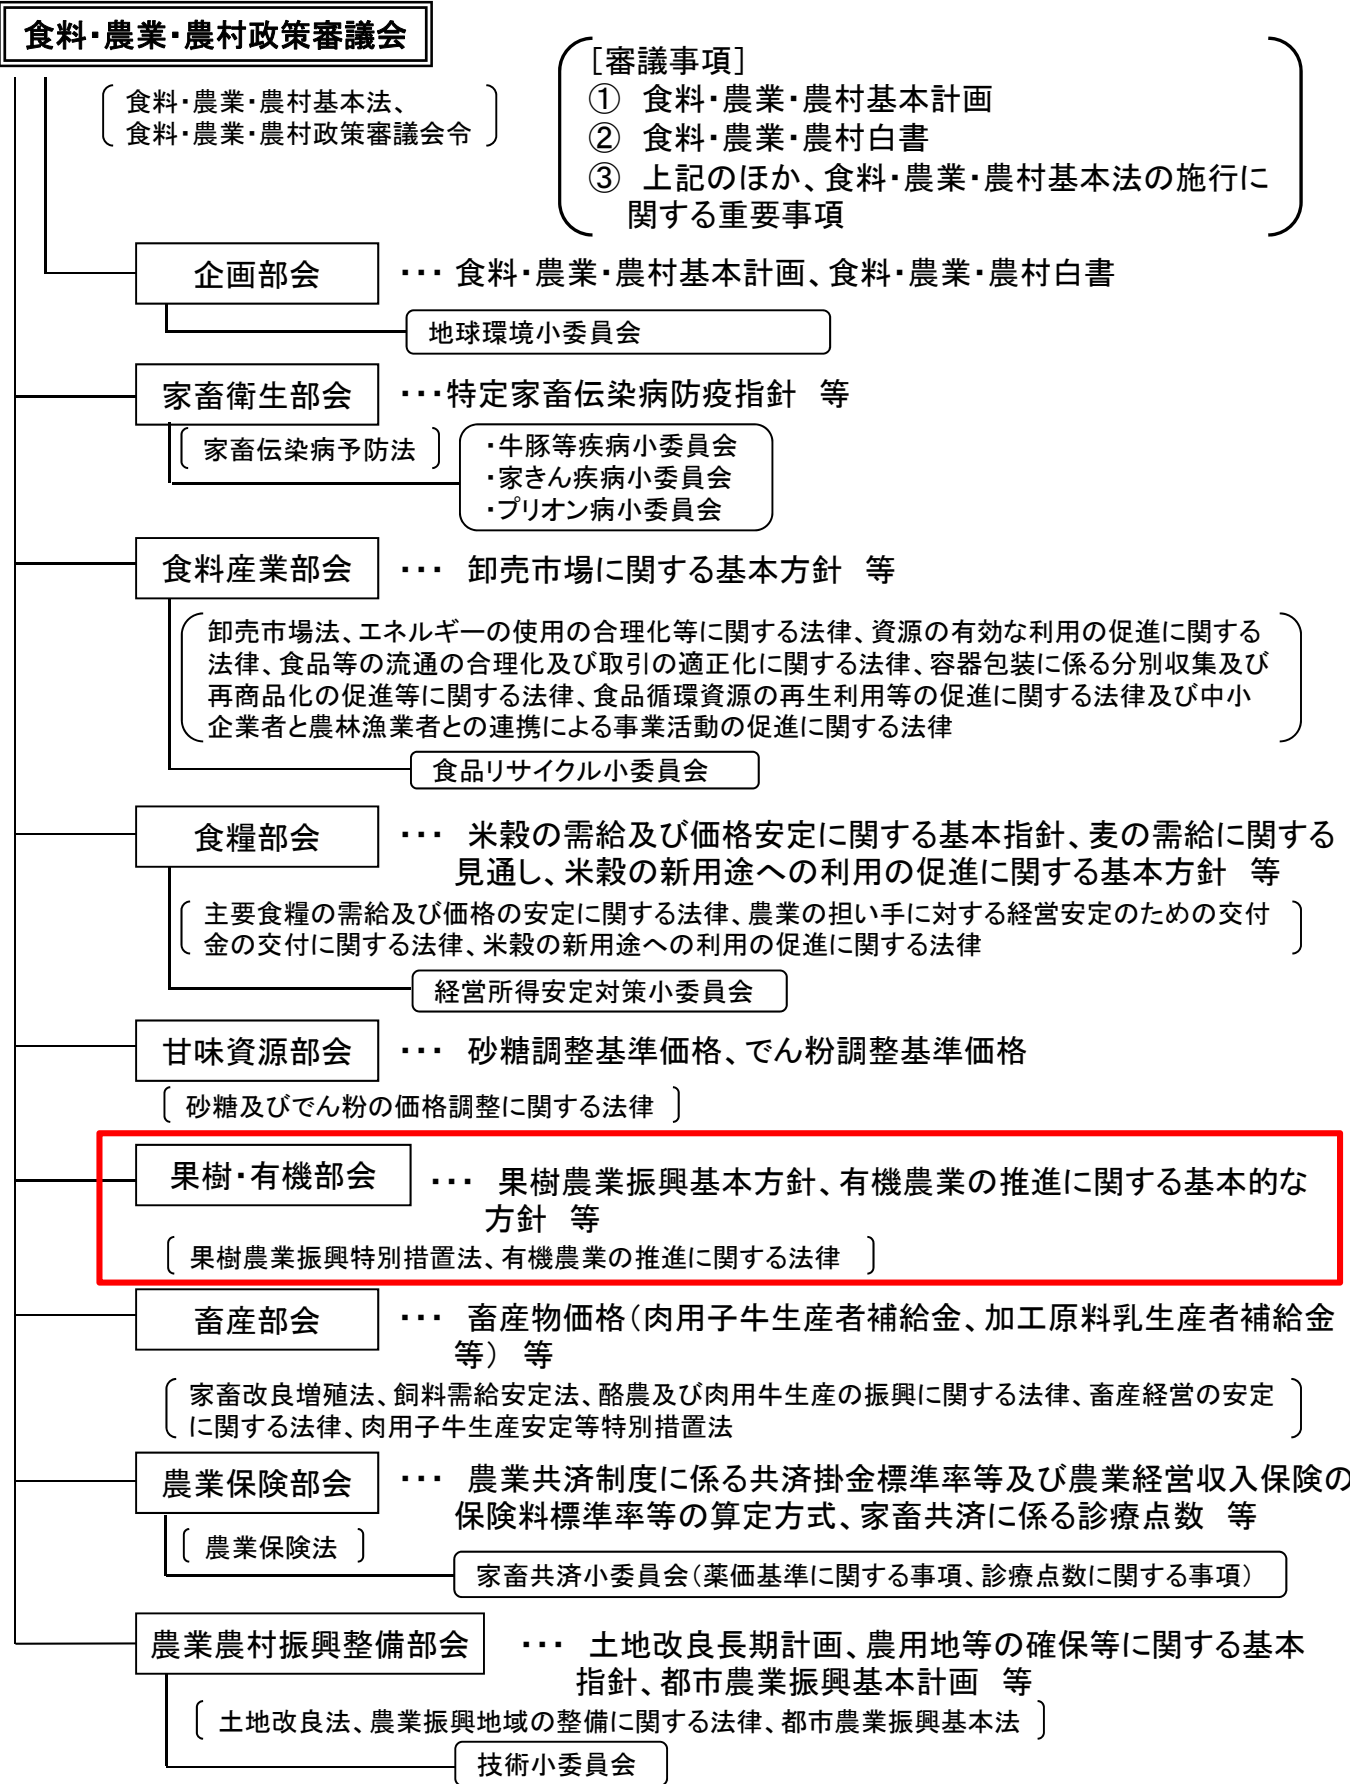 食料・農業・農村政策審議会
食料・農業・農村基本法、
食料・農業・農村政策審議会令
［審議事項］
① 食料・農業・農村基本計画
② 食料・農業・農村白書
③ 上記のほか、食料・農業・農村基本法の施行に
関する重要事項
企画部会 ・・・ 食料・農業・農村基本計画、食料・農業・農村白書
地球環境小委員会
家畜衛生部会 ・・・特定家畜伝染病防疫指針 等
家畜伝染病予防法
・牛豚等疾病小委員会
・家きん疾病小委員会
・プリオン病小委員会
食料産業部会 ・・・ 卸売市場に関する基本方針 等
卸売市場法、エネルギーの使用の合理化等に関する法律、資源の有効な利用の促進に関する
法律、食品等の流通の合理化及び取引の適正化に関する法律、容器包装に係る分別収集及び
再商品化の促進等に関する法律、食品循環資源の再生利用等の促進に関する法律及び中小
企業者と農林漁業者との連携による事業活動の促進に関する法律
食品リサイクル小委員会
食糧部会 ・・・ 米穀の需給及び価格安定に関する基本指針、麦の需給に関する
見通し、米穀の新用途への利用の促進に関する基本方針 等
主要食糧の需給及び価格の安定に関する法律、農業の担い手に対する経営安定のための交付
金の交付に関する法律、米穀の新用途への利用の促進に関する法律
経営所得安定対策小委員会
甘味資源部会 ・・・ 砂糖調整基準価格、でん粉調整基準価格
砂糖及びでん粉の価格調整に関する法律
果樹・有機部会 ・・・ 果樹農業振興基本方針、有機農業の推進に関する基本的な
方針 等
果樹農業振興特別措置法、有機農業の推進に関する法律
畜産部会 ・・・ 畜産物価格（肉用子牛生産者補給金、加工原料乳生産者補給金
等） 等
家畜改良増殖法、飼料需給安定法、酪農及び肉用牛生産の振興に関する法律、畜産経営の安定
に関する法律、肉用子牛生産安定等特別措置法
農業保険部会 ・・・ 農業共済制度に係る共済掛金標準率等及び農業経営収入保険の
保険料標準率等の算定方式、家畜共済に係る診療点数 等
農業保険法
家畜共済小委員会（薬価基準に関する事項、診療点数に関する事項）
農業農村振興整備部会 ・・・ 土地改良長期計画、農用地等の確保等に関する基本
指針、都市農業振興基本計画 等
土地改良法、農業振興地域の整備に関する法律、都市農業振興基本法
技術小委員会